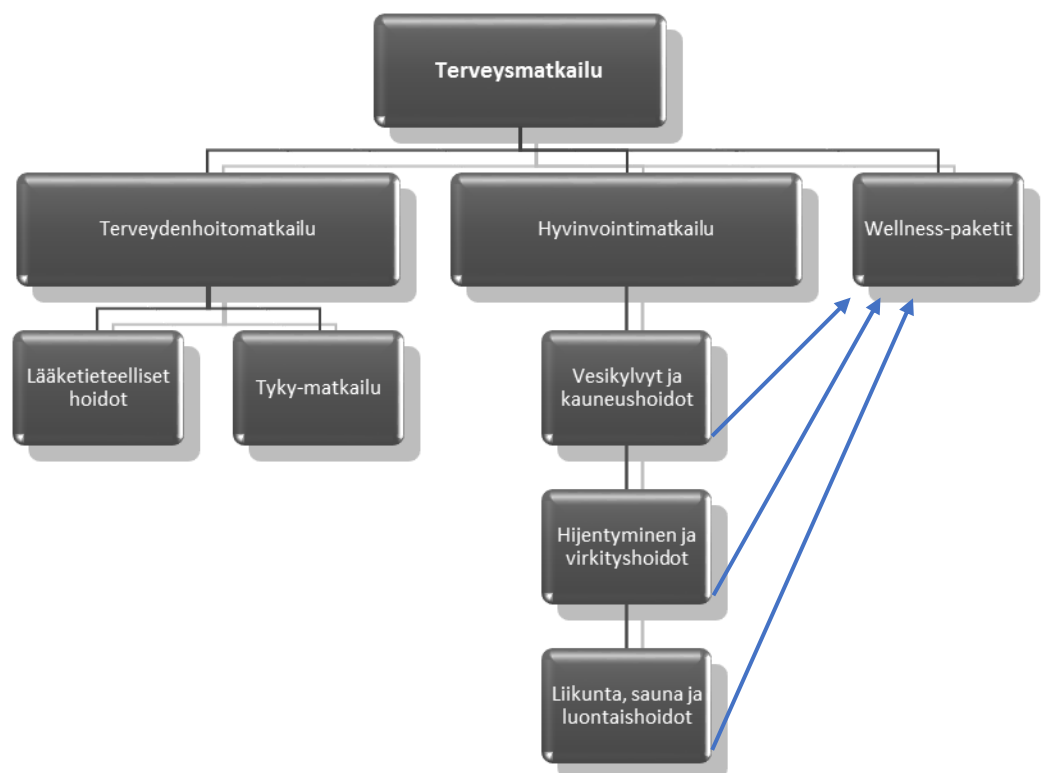 Terveysmatkailu
Terveydenhoitomatkailu
Hyvinvointimatkailu
Wellness-paketit
Lääketieteelliset
hoidot
Tyky-matkailu
Vesikylvyt ja
kauneushoidot
Hijentyminen ja
virkityshoidot
Liikunta, sauna ja
luontaishoidot